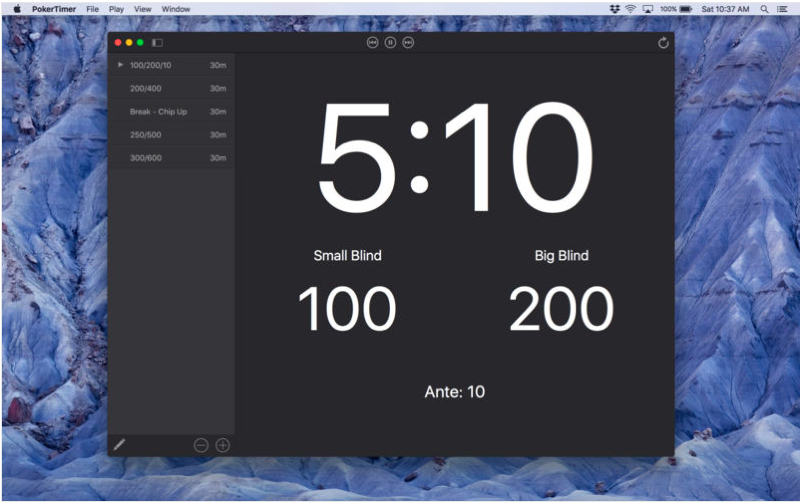 PokerTimer File Play View Window 100% Sat 10:37 AM
100/200/10 30m
200/400 30m
Break - Chip Up 30m
250/500 30m
300/600 30m
5:10
Small Blind Big Blind
100 200
Ante: 10